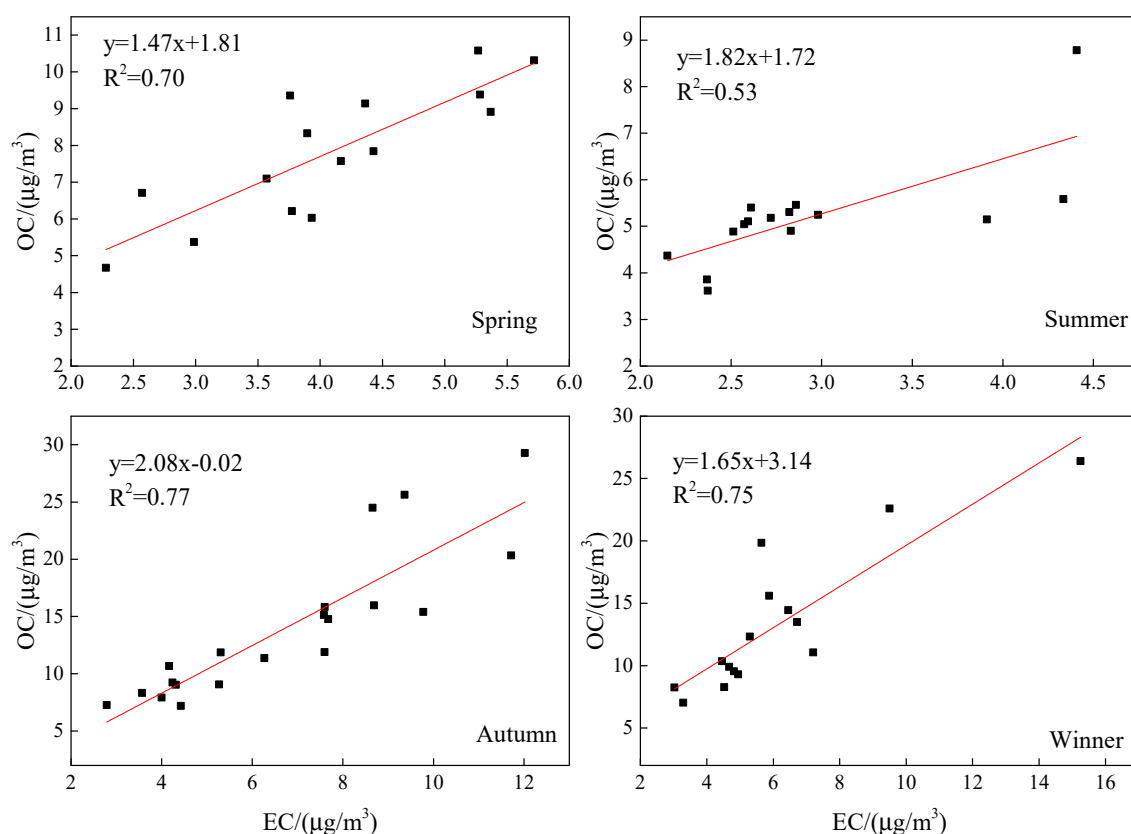 y=1.47x+1.81
R²=0.70
OC/(μg/m³)
11
10
9
8
7
6
5
4
3
2
2.0 2.5 3.0 3.5 4.0 4.5 5.0 5.5 6.0
Spring
y=1.82x+1.72
R²=0.53
OC/(μg/m³)
9
8
7
6
5
4
3
2
2.0 2.5 3.0 3.5 4.0 4.5
Summer
y=2.08x-0.02
R²=0.77
OC/(μg/m³)
30
25
20
15
10
5
2 4 6 8 10 12
EC/(μg/m³)
Autumn
y=1.65x+3.14
R²=0.75
OC/(μg/m³)
30
25
20
15
10
5
2 4 6 8 10 12 14 16
EC/(μg/m³)
Winner